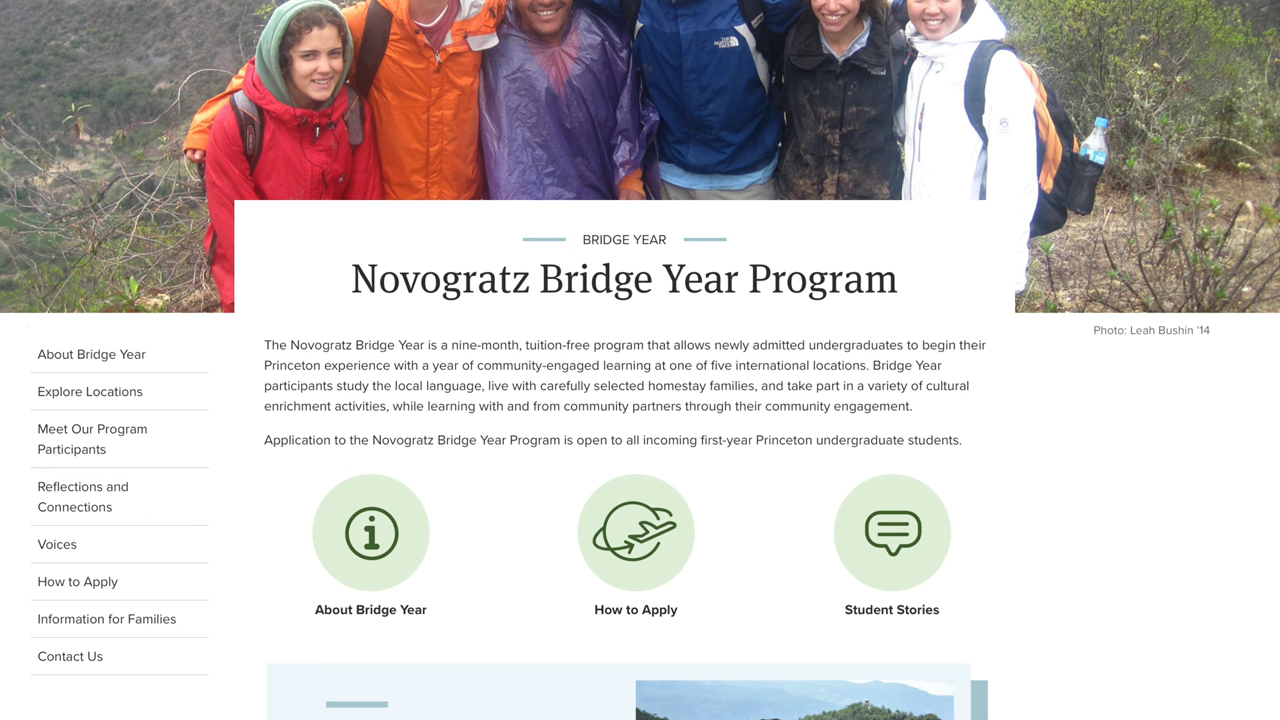 THE
NORTH
FACE
BRIDGE YEAR
Novogratz Bridge Year Program
Photo: Leah Bushin '14
About Bridge Year
Explore Locations
Meet Our Program
Participants
Reflections and
Connections
Voices
How to Apply
Information for Families
Contact Us
The Novogratz Bridge Year is a nine-month, tuition-free program that allows newly admitted undergraduates to begin their
Princeton experience with a year of community-engaged learning at one of five international locations. Bridge Year
participants study the local language, live with carefully selected homestay families, and take part in a variety of cultural
enrichment activities, while learning with and from community partners through their community engagement.
Application to the Novogratz Bridge Year Program is open to all incoming first-year Princeton undergraduate students.
About Bridge Year
How to Apply
Student Stories